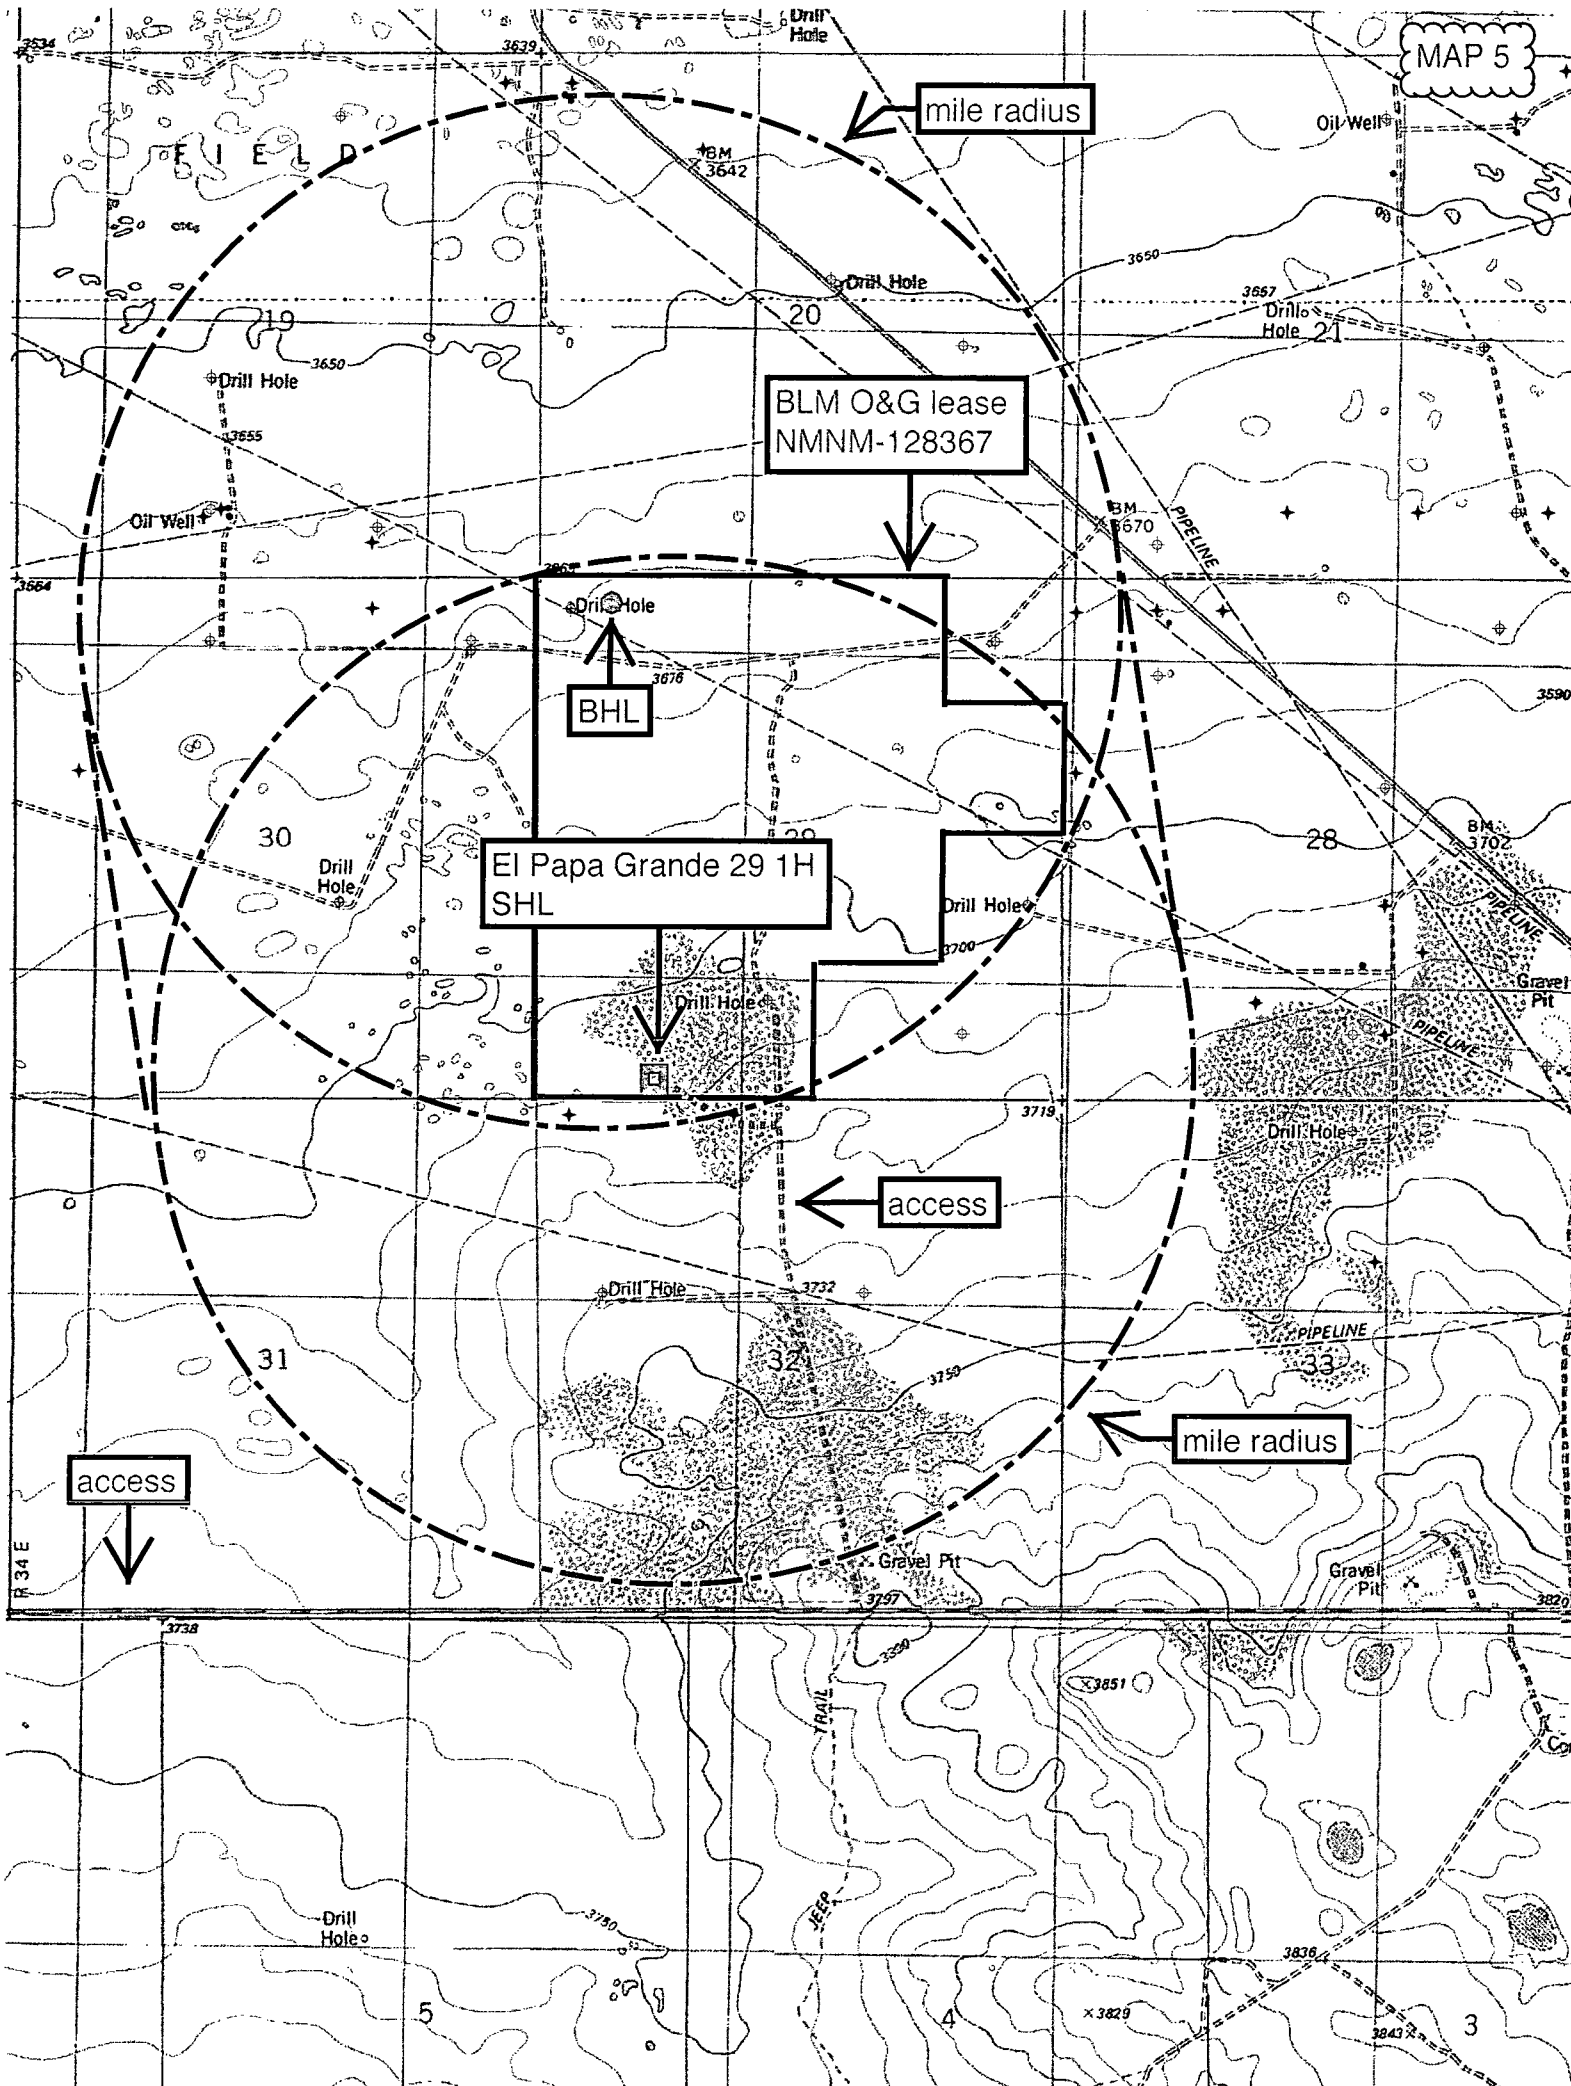 Drill
Hole
3634
3639
MAP 5
mile radius
Oil Well
F I E L D
BM
3642
3650
Drill Hole
3657
19
20
Drill
Hole
21
3650
Drill Hole
BLM O&G lease
NMNM-128367
3655
Oil Well
BM
3670
PIPELINE
3664
Drill Hole
3676
BHL
3590
30
28
BM
3702
El Papa Grande 29 1H
SHL
Drill
Hole
Drill Hole
3700
PIPELINE
Drill Hole
Gravel
Pit
PIPELINE
3719
Drill Hole
access
Drill Hole
3732
PIPELINE
31
32
33
3750
mile radius
access
R 34 E
Gravel Pit
Gravel
Pit
3797
3820
3738
3800
×3851
TRAIL
Drill
Hole
3750
JEEP
3836
5
4
×3829
3843×
3